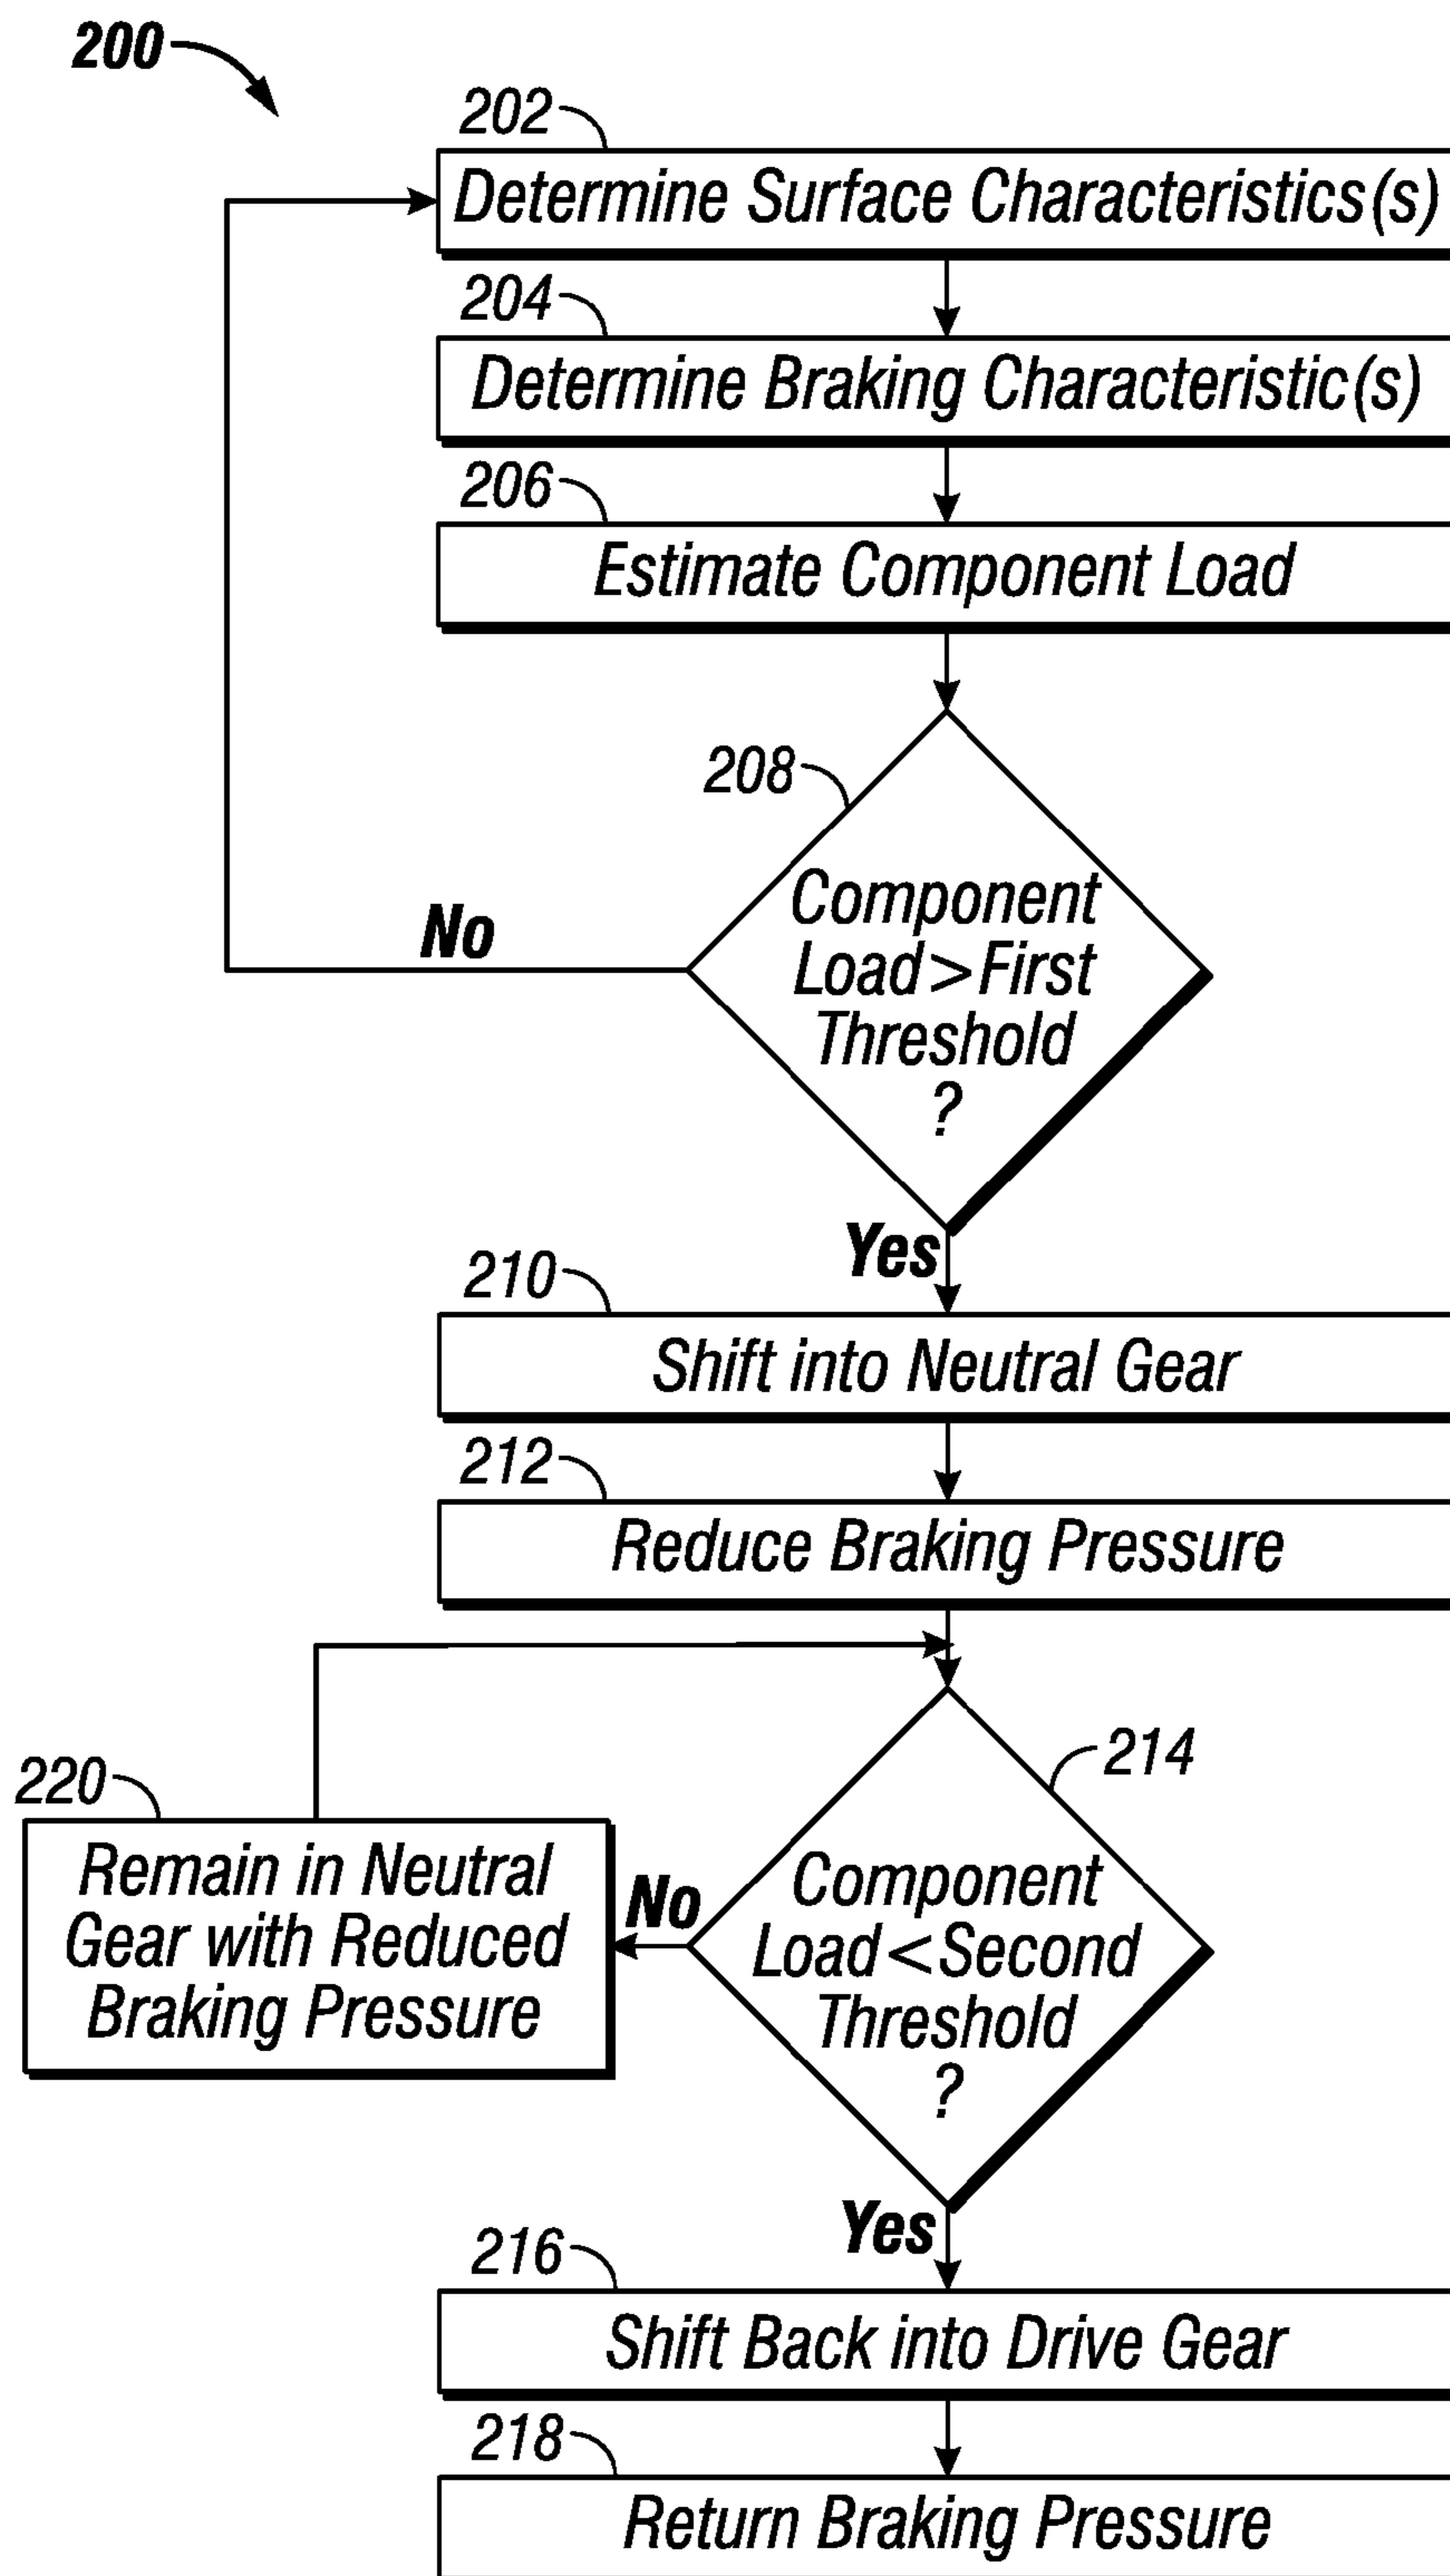 200
202
Determine Surface Characteristics(s)
204
Determine Braking Characteristic(s)
206
Estimate Component Load
208
Component
Load > First
Threshold
?
No
Yes
210
Shift into Neutral Gear
212
Reduce Braking Pressure
214
Component
Load < Second
Threshold
?
No
220
Remain in Neutral
Gear with Reduced
Braking Pressure
Yes
216
Shift Back into Drive Gear
218
Return Braking Pressure